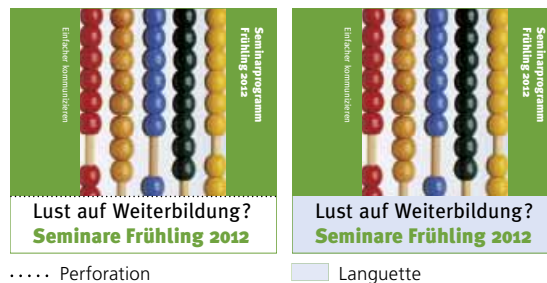 Einfacher kommunizieren
Seminarprogramm
Frühling 2012
Lust auf Weiterbildung?
Seminare Frühling 2012
..... Perforation
Einfacher kommunizieren
Seminarprogramm
Frühling 2012
Lust auf Weiterbildung?
Seminare Frühling 2012
Languette